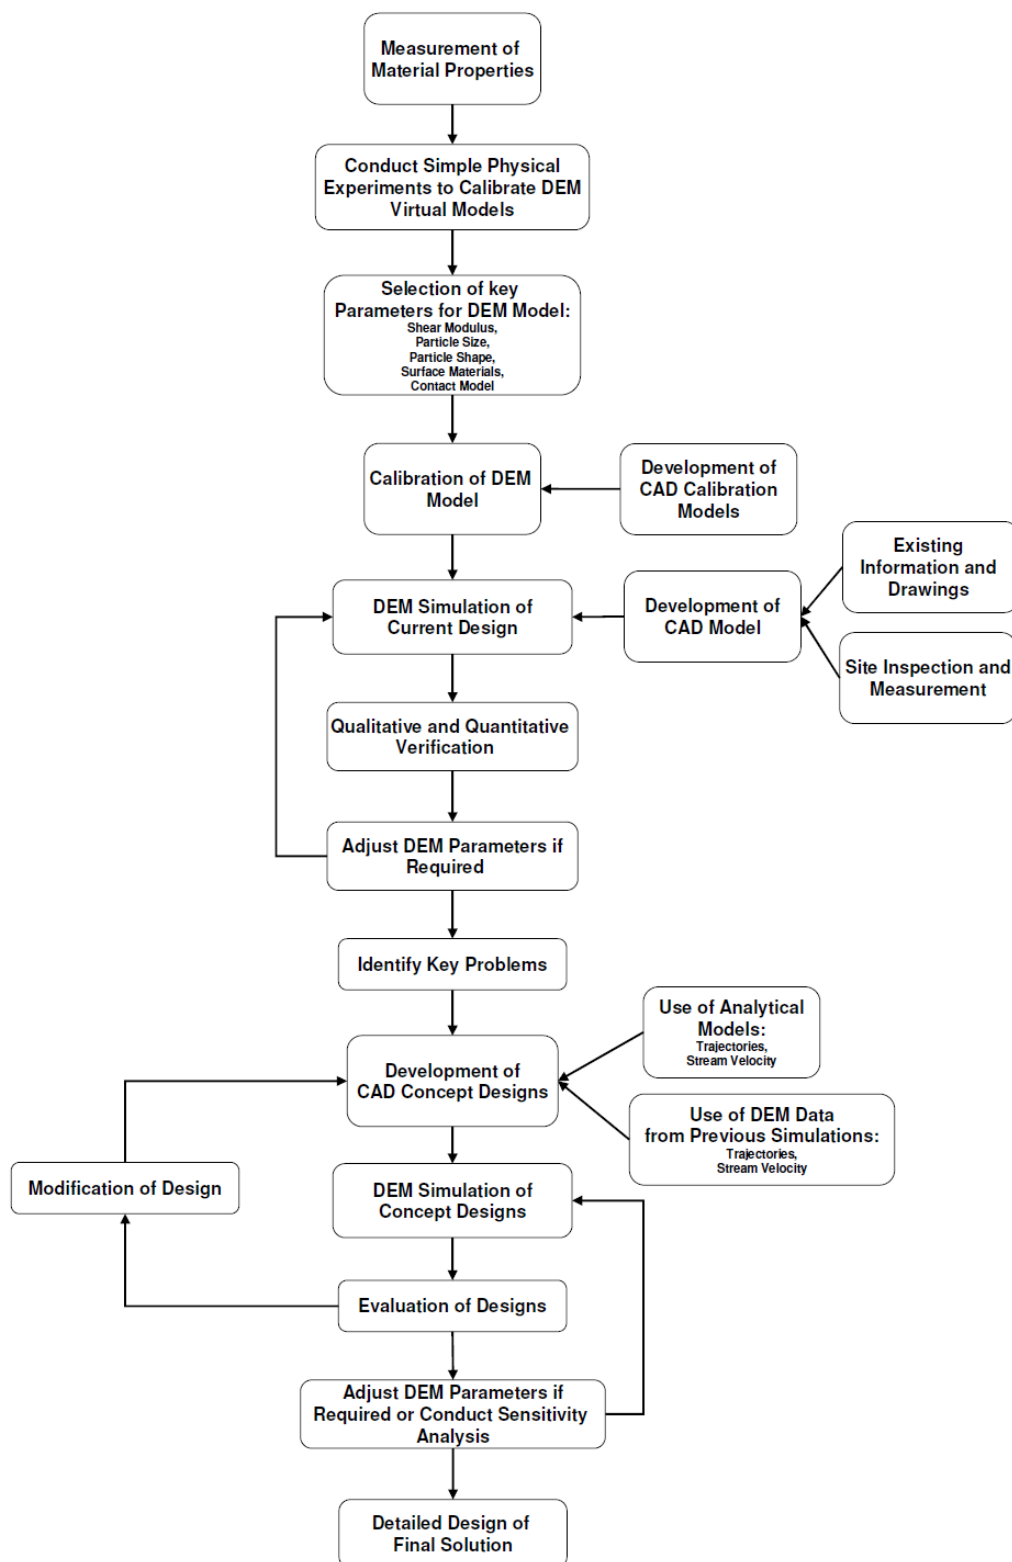 Measurement of
Material Properties
Conduct Simple Physical
Experiments to Calibrate DEM
Virtual Models
Selection of key
Parameters for DEM Model:
Shear Modulus,
Particle Size,
Particle Shape,
Surface Materials,
Contact Model
Calibration of DEM
Model
Development of
CAD Calibration
Models
Existing
Information and
Drawings
DEM Simulation of
Current Design
Development of
CAD Model
Site Inspection and
Measurement
Qualitative and Quantitative
Verification
Adjust DEM Parameters if
Required
Identify Key Problems
Use of Analytical
Models:
Trajectories,
Stream Velocity
Development of
CAD Concept Designs
Use of DEM Data
from Previous Simulations:
Trajectories,
Stream Velocity
Modification of Design
DEM Simulation of
Concept Designs
Evaluation of Designs
Adjust DEM Parameters if
Required or Conduct Sensitivity
Analysis
Detailed Design of
Final Solution